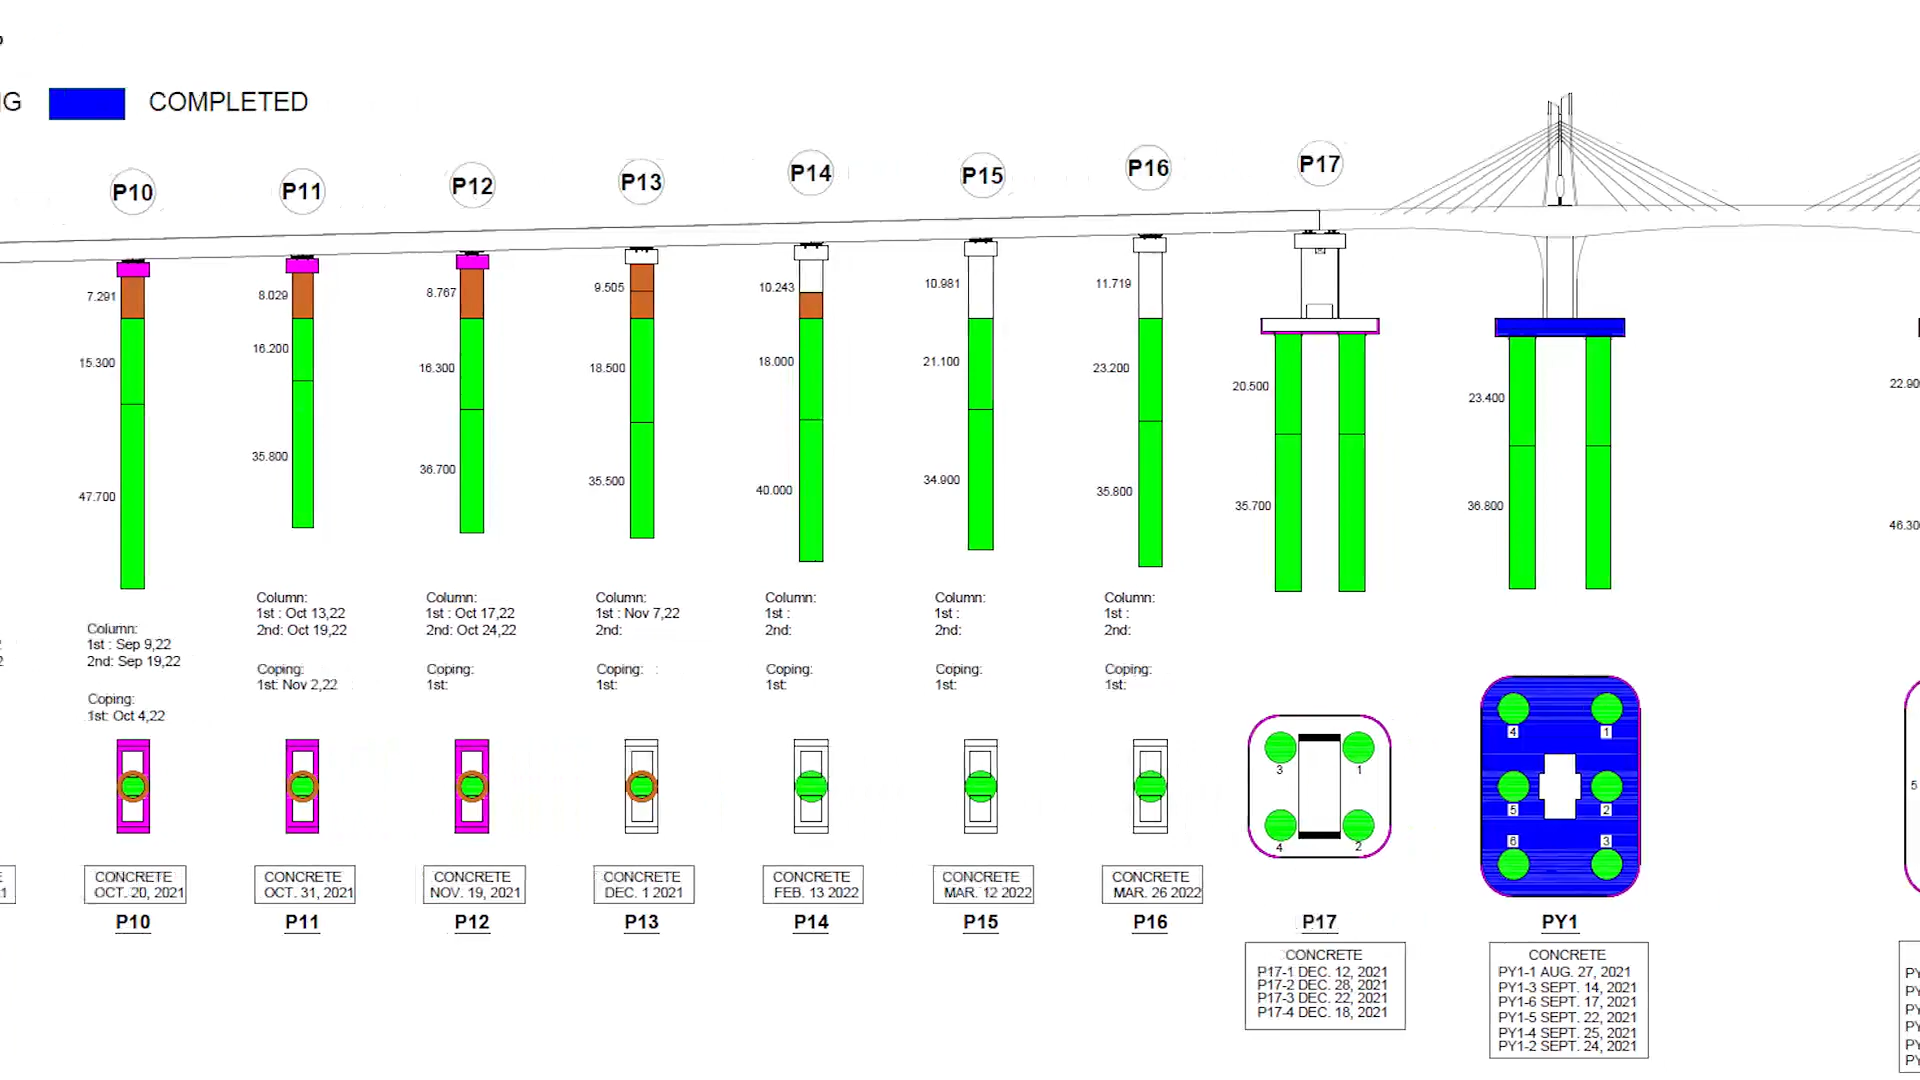 COMPLETED
P10
P11
P12
P13
P14
P15
P16
P17
7.291
8.029
8.767
9.505
10.243
10.981
11.719
15.300
16.200
16.300
18.500
18.000
21.100
23.200
20.500
23.400
47.700
35.800
36.700
35.500
40.000
34.900
35.800
35.700
36.800
Column:
1st : Sep 9,22
2nd: Sep 19,22
Coping:
1st: Oct 4,22
Column:
1st : Oct 13,22
2nd: Oct 19,22
Coping:
1st: Nov 2,22
Column:
1st : Oct 17,22
2nd: Oct 24,22
Coping:
1st:
Column:
1st : Nov 7,22
2nd:
Coping:
1st:
Column:
1st :
2nd:
Coping:
1st:
Column:
1st :
2nd:
Coping:
1st:
Column:
1st :
2nd:
Coping:
1st:
3
1
4
2
4
1
5
2
6
3
5
CONCRETE
OCT. 20, 2021
P10
CONCRETE
OCT. 31, 2021
P11
CONCRETE
NOV. 19, 2021
P12
CONCRETE
DEC. 1 2021
P13
CONCRETE
FEB. 13 2022
P14
CONCRETE
MAR. 12 2022
P15
CONCRETE
MAR. 26 2022
P16
P17
CONCRETE
P17-1 DEC. 12, 2021
P17-2 DEC. 28, 2021
P17-3 DEC. 22, 2021
P17-4 DEC. 18, 2021
PY1
CONCRETE
PY1-1 AUG. 27, 2021
PY1-3 SEPT. 14, 2021
PY1-6 SEPT. 17, 2021
PY1-5 SEPT. 22, 2021
PY1-4 SEPT. 25, 2021
PY1-2 SEPT. 24, 2021